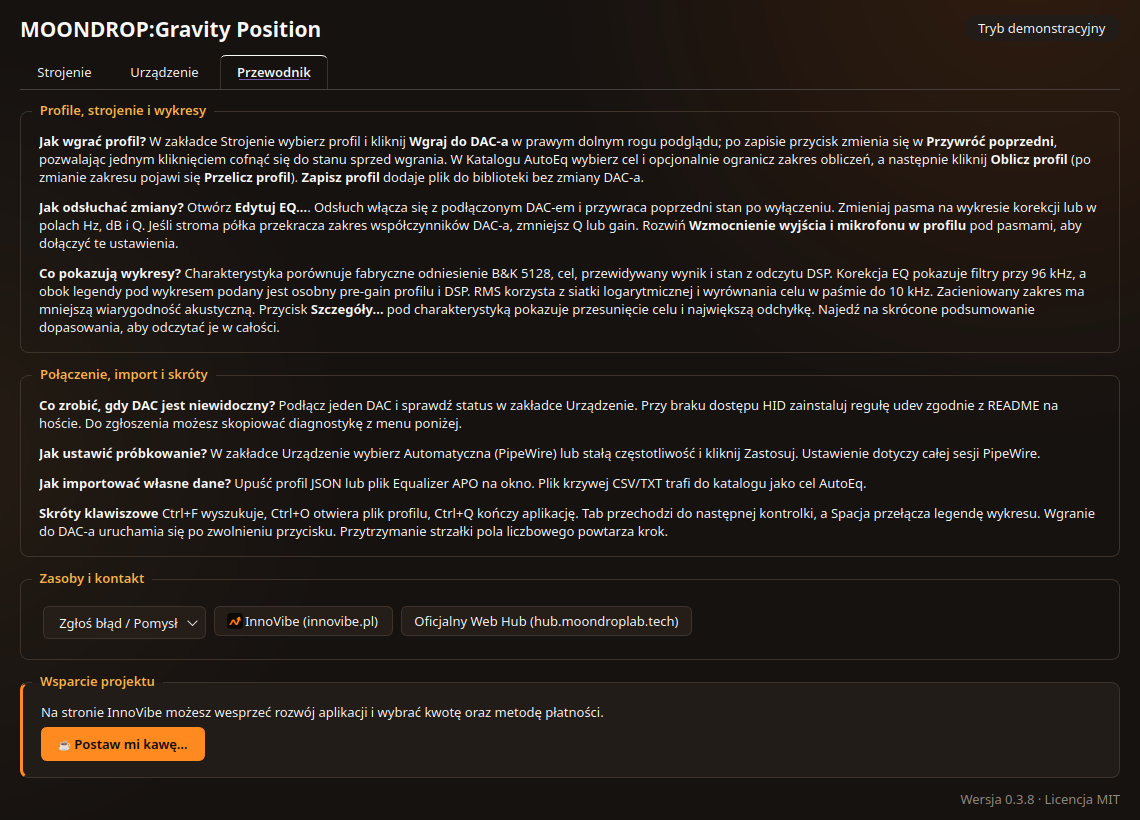 MOONDROP:Gravity Position
Tryb demonstracyjny
Strojenie
Urządzenie
Przewodnik
Profile, strojenie i wykresy
Jak wgrać profil? W zakładce Strojenie wybierz profil i kliknij Wgraj do DAC-a w prawym dolnym rogu podglądu; po zapisie przycisk zmienia się w Przywróć poprzedni,
pozwalając jednym kliknięciem cofnąć się do stanu sprzed wgrania. W Katalogu AutoEq wybierz cel i opcjonalnie ogranicz zakres obliczeń, a następnie kliknij Oblicz profil (po
zmianie zakresu pojawi się Przelicz profil). Zapisz profil dodaje plik do biblioteki bez zmiany DAC-a.
Jak odsłuchać zmiany? Otwórz Edytuj EQ.... Odsłuch włącza się z podłączonym DAC-em i przywraca poprzedni stan po wyłączeniu. Zmieniaj pasma na wykresie korekcji lub w
polach Hz, dB i Q. Jeśli stroma półka przekracza zakres współczynników DAC-a, zmniejsz Q lub gain. Rozwiń Wzmocnienie wyjścia i mikrofonu w profilu pod pasmami, aby
dołączyć te ustawienia.
Co pokazują wykresy? Charakterystyka porównuje fabryczne odniesienie B&K 5128, cel, przewidywany wynik i stan z odczytu DSP. Korekcja EQ pokazuje filtry przy 96 kHz, a
obok legendy pod wykresem podany jest osobny pre-gain profilu i DSP. RMS korzysta z siatki logarytmicznej i wyrównania celu w paśmie do 10 kHz. Zacieniowany zakres ma
mniejszą wiarygodność akustyczną. Przycisk Szczegóły... pod charakterystyką pokazuje przesunięcie celu i największą odchyłkę. Najedź na skrócone podsumowanie
dopasowania, aby odczytać je w całości.
Połączenie, import i skróty
Co zrobić, gdy DAC jest niewidoczny? Podłącz jeden DAC i sprawdź status w zakładce Urządzenie. Przy braku dostępu HID zainstaluj regułę udev zgodnie z README na
hoście. Do zgłoszenia możesz skopiować diagnostykę z menu poniżej.
Jak ustawić próbkowanie? W zakładce Urządzenie wybierz Automatyczna (PipeWire) lub stałą częstotliwość i kliknij Zastosuj. Ustawienie dotyczy całej sesji PipeWire.
Jak importować własne dane? Upuść profil JSON lub plik Equalizer APO na okno. Plik krzywej CSV/TXT trafi do katalogu jako cel AutoEq.
Skróty klawiszowe Ctrl+F wyszukuje, Ctrl+O otwiera plik profilu, Ctrl+Q kończy aplikację. Tab przechodzi do następnej kontrolki, a Spacja przełącza legendę wykresu. Wgranie
do DAC-a uruchamia się po zwolnieniu przycisku. Przytrzymanie strzałki pola liczbowego powtarza krok.
Zasoby i kontakt
Zgłoś błąd / Pomysł
InnoVibe (innovibe.pl)
Oficjalny Web Hub (hub.moondroplab.tech)
Wsparcie projektu
Na stronie InnoVibe możesz wesprzeć rozwój aplikacji i wybrać kwotę oraz metodę płatności.
Postaw mi kawę...
Wersja 0.3.8 · Licencja MIT